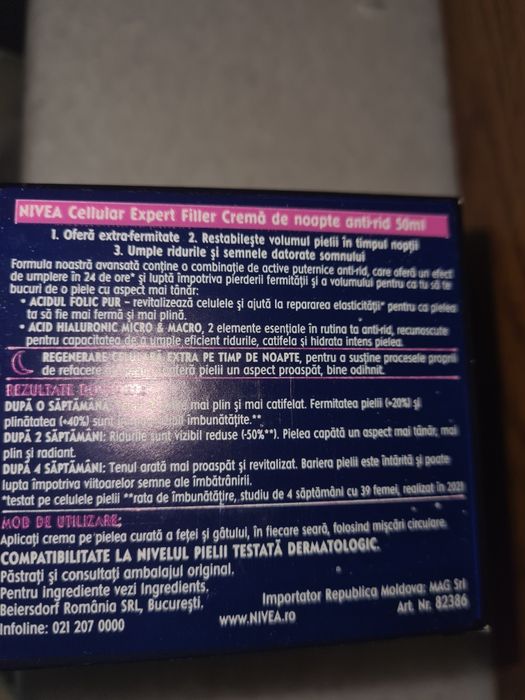 NIVEA Cellular Expert Filler Cremă de noapte anti-rid 50ml
1. Oferă extra-fermitate 2. Restabilește volumul pielii în timpul nopții
3. Umple ridurile și semnele datorate somnului
Formula noastră avansată conține o combinație de active puternice anti-rid, care oferă un efect
de umplere în 24 de ore* și luptă împotriva pierderii fermității și a volumului pentru ca tu să te
bucuri de o piele cu aspect mai tânăr:
• ACIDUL FOLIC PUR – revitalizează celulele și ajută la repararea elasticității* pentru ca pielea
ta să fie mai fermă și mai plină.
• ACID HIALURONIC MICRO & MACRO, 2 elemente esențiale în rutina ta anti-rid, recunoscute
pentru capacitatea de a umple eficient ridurile, catifela și hidrata intens pielea.
REGENERARE CELULARĂ EXTRA PE TIMP DE NOAPTE, pentru a susține procesele proprii
de refacere oferă pielii un aspect proaspăt, bine odihnit.
REZULTATE
DUPĂ O SĂPTĂMÂNĂ: mai plin și mai catifelat. Fermitatea pielii (+20%) și
plinătatea (+40%) sunt îmbunătățite.**
DUPĂ 2 SĂPTĂMÂNI: Ridurile sunt vizibil reduse (-50%**). Pielea capătă un aspect mai tânăr, mai
plin și radiant.
DUPĂ 4 SĂPTĂMÂNI: Tenul arată mai proaspăt și revitalizat. Bariera pielii este întărită și poate
lupta împotriva viitoarelor semne ale îmbătrânirii.
*testat pe celulele pielii **rata de îmbunătățire, studiu de 4 săptămâni cu 39 femei, realizat în 2021
MOD DE UTILIZARE:
Aplicați crema pe pielea curată a feței și gâtului, în fiecare seară, folosind mișcări circulare.
COMPATIBILITATE LA NIVELUL PIELII TESTATĂ DERMATOLOGIC.
Păstrați și consultați ambalajul original.
Pentru ingrediente vezi Ingredients.
Beiersdorf România SRL, București.
Infoline: 021 207 0000
www.NIVEA.ro
Importator Republica Moldova: MAG Srl
Art. Nr. 82386